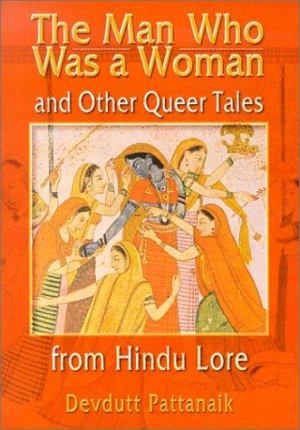 The Man Who
Was a Woman
and Other Queer Tales
from Hindu Lore
Devdutt Pattanaik